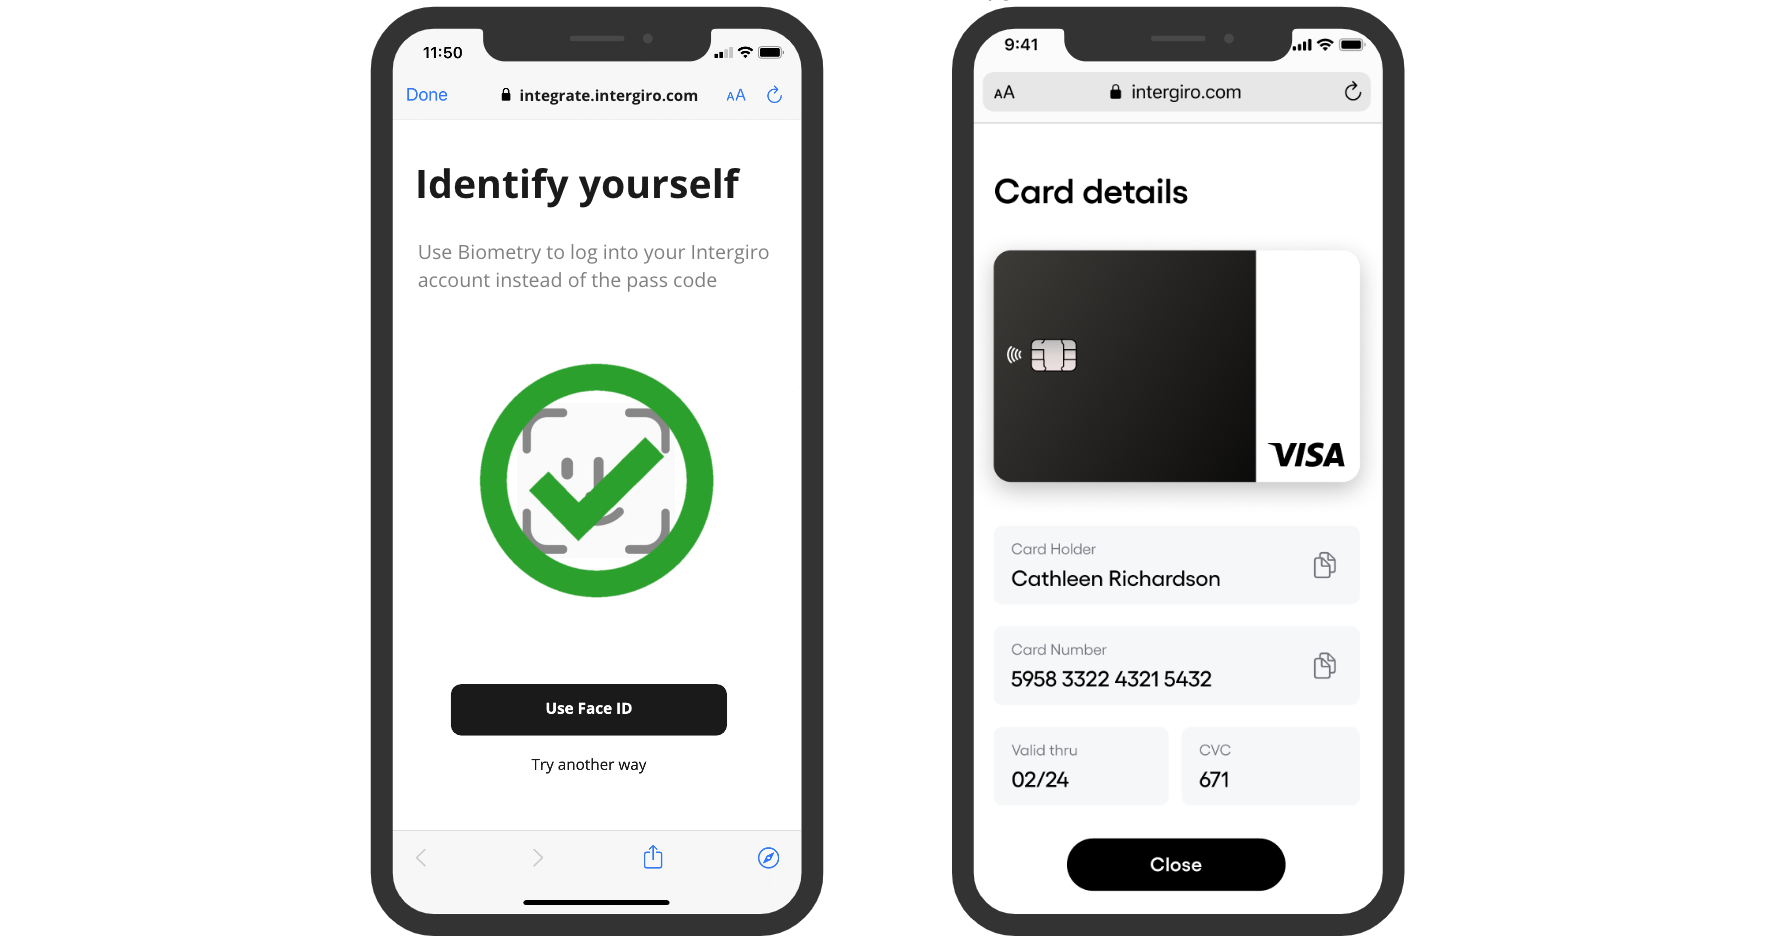 11:50
Done
integrate.intergiro.com
AA
Identify yourself
Use Biometry to log into your Intergiro
account instead of the pass code
Use Face ID
Try another way
9:41
AA
intergiro.com
Card details
VISA
Card Holder
Cathleen Richardson
Card Number
5958 3322 4321 5432
Valid thru
02/24
CVC
671
Close